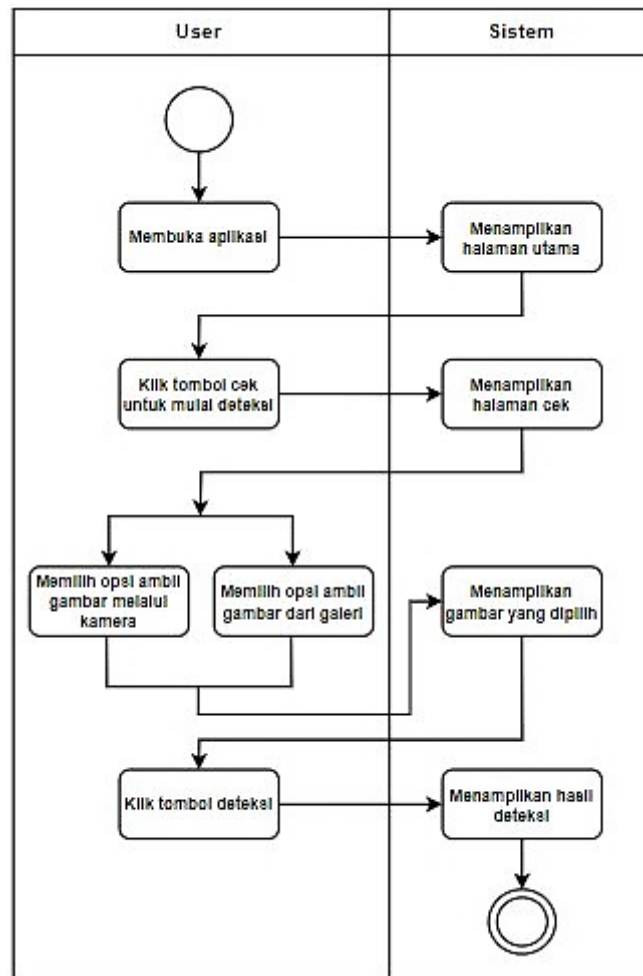 User
Sistem
Membuka aplikasi
Menampilkan
halaman utama
Klik tombol cek
untuk mulai deteksi
Menampilkan
halaman cek
Memilih opsi ambil
gambar melalui
kamera
Memilih opsi ambil
gambar dari galeri
Menampilkan
gambar yang dipilih
Klik tombol deteksi
Menampilkan hasil
deteksi